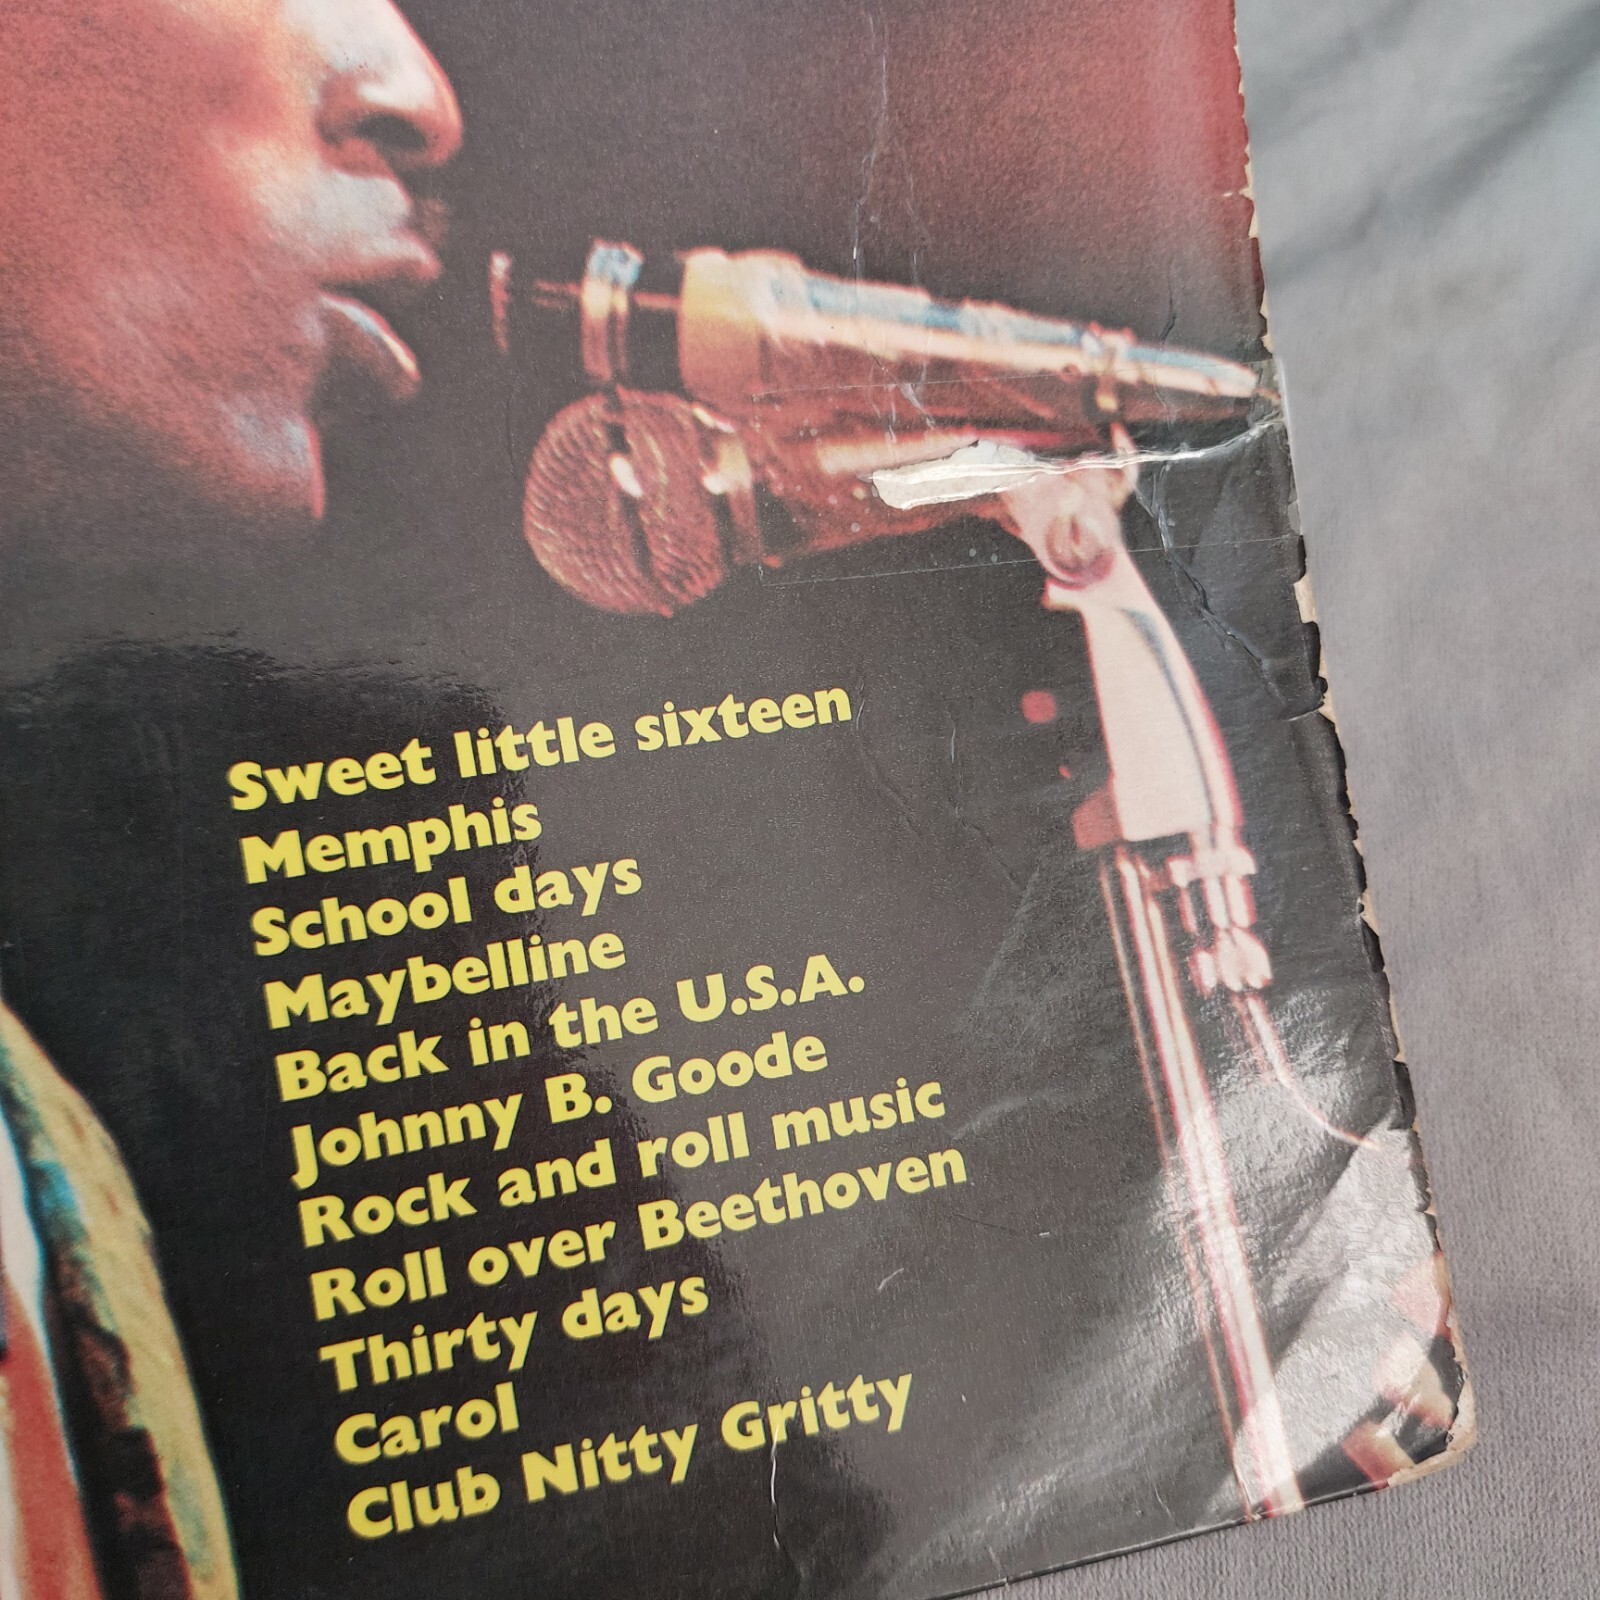 Sweet little sixteen
Memphis
School days
Maybelline
Back in the U.S.A.
Johnny B. Goode
Rock and roll music
Roll over Beethoven
Thirty days
Carol
Club Nitty Gritty